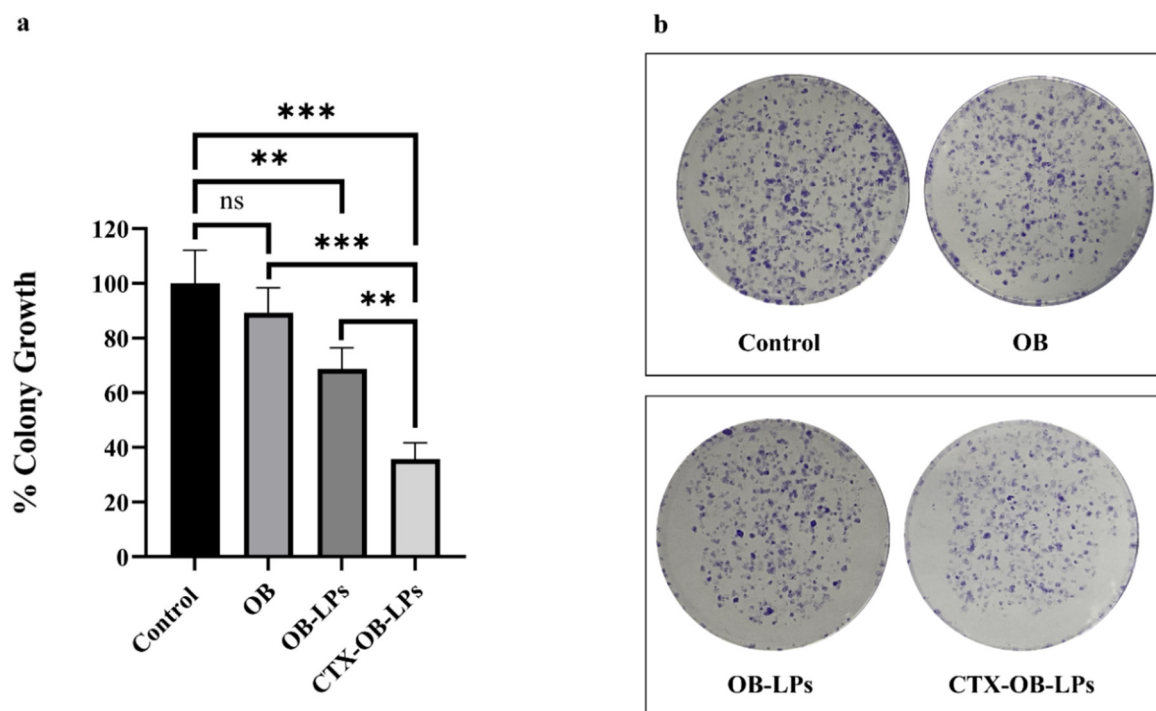 a
b
***
**
ns
***
**
% Colony Growth
120
100
80
60
40
20
0
Control
OB
OB-LPs
CTX-OB-LPs
Control
OB
OB-LPs
CTX-OB-LPs